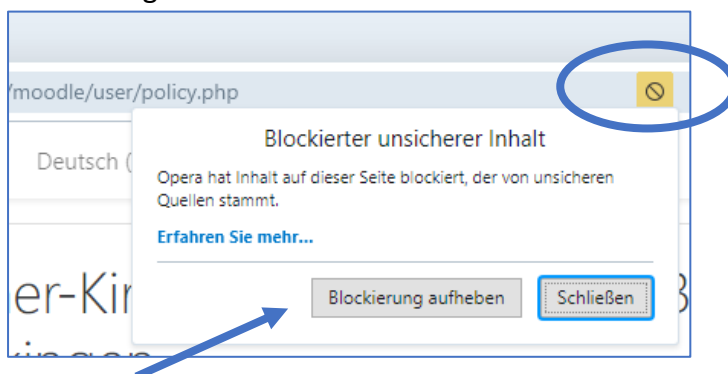 /moodle/user/policy.php
Blockierter unsicherer Inhalt
Deutsch (
Opera hat Inhalt auf dieser Seite blockiert, der von unsicheren
Quellen stammt.
Erfahren Sie mehr...
er-Kir
Blockierung aufheben
Schließen